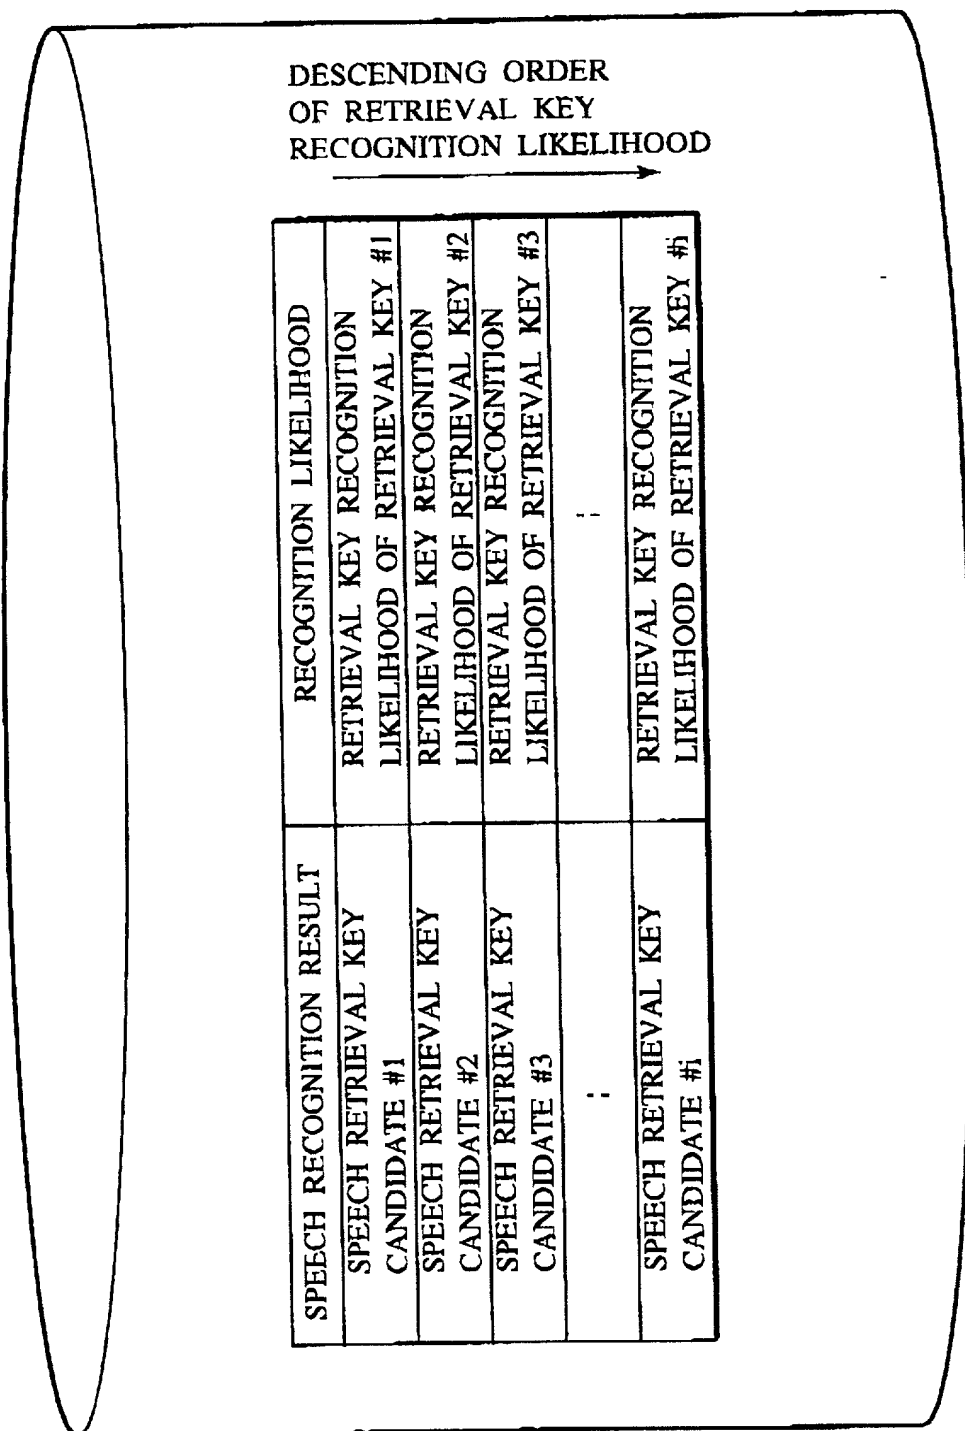 DESCENDING ORDER
OF RETRIEVAL KEY
RECOGNITION LIKELIHOOD
SPEECH RECOGNITION RESULT
RECOGNITION LIKELIHOOD
SPEECH RETRIEVAL KEY
CANDIDATE #1
RETRIEVAL KEY RECOGNITION
LIKELIHOOD OF RETRIEVAL KEY #1
SPEECH RETRIEVAL KEY
CANDIDATE #2
RETRIEVAL KEY RECOGNITION
LIKELIHOOD OF RETRIEVAL KEY #2
SPEECH RETRIEVAL KEY
CANDIDATE #3
RETRIEVAL KEY RECOGNITION
LIKELIHOOD OF RETRIEVAL KEY #3
SPEECH RETRIEVAL KEY
CANDIDATE #i
RETRIEVAL KEY RECOGNITION
LIKELIHOOD OF RETRIEVAL KEY #i